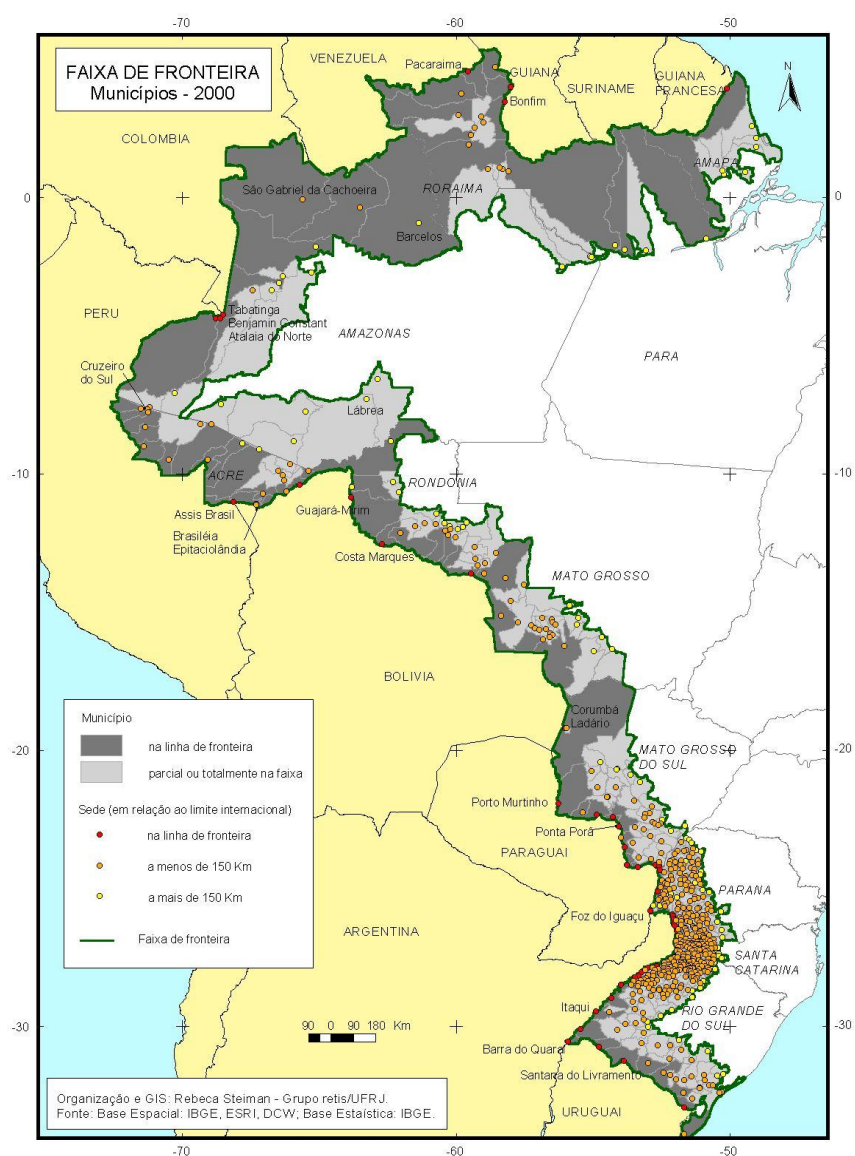 -70
-60
-50
FAIXA DE FRONTEIRA
Municípios - 2000
VENEZUELA
Pacaraima
GUIANA
Bonfim
SURINAME
GUIANA
FRANCESA
N
COLOMBIA
AMAPA
São Gabriel da Cachoeira
RORAIMA
0
0
Barcelos
PERU
Tabatinga
Benjamin Constant
Atalaia do Norte
AMAZONAS
PARA
Cruzeiro
do Sul
Lábrea
-10
-10
ACRE
RONDONIA
Assis Brasil
Guajará-Mirim
Brasiléia
Epitaciolândia
Costa Marques
MATO GROSSO
BOLIVIA
Corumbá
Ladário
Município
na linha de fronteira
parcial ou totalmente na faixa
Sede (em relação ao limite internacional)
na linha de fronteira
a menos de 150 Km
a mais de 150 Km
Faixa de fronteira
-20
-20
MATO GROSSO
DO SUL
Porto Murtinho
Ponta Porã
PARAGUAI
PARANA
Foz do Iguaçu
ARGENTINA
SANTA
CATARINA
Itaqui
RIO GRANDE
DO SUL
90 0 90 180 Km
-30
-30
Barra do Quaraí
Santana do Livramento
URUGUAI
Organização e GIS: Rebeca Steiman - Grupo retis/UFRJ.
Fonte: Base Espacial: IBGE, ESRI, DCW; Base Estaística: IBGE.
-70
-60
-50